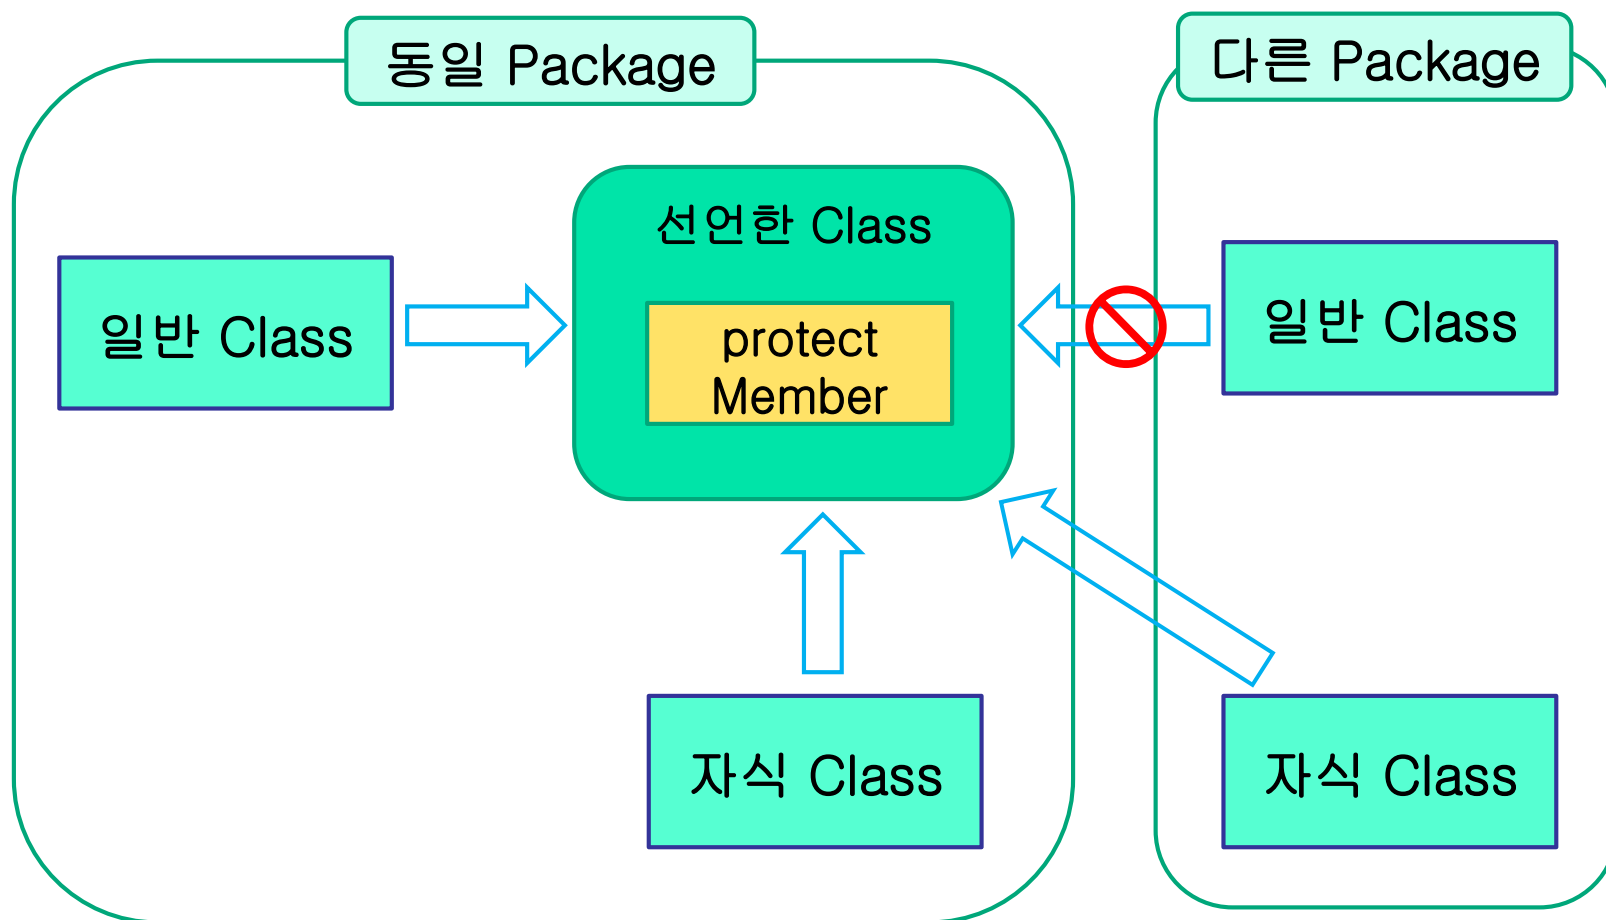 동일 Package
다른 Package
선언한 Class
일반 Class
protect
Member
일반 Class
자식 Class
자식 Class